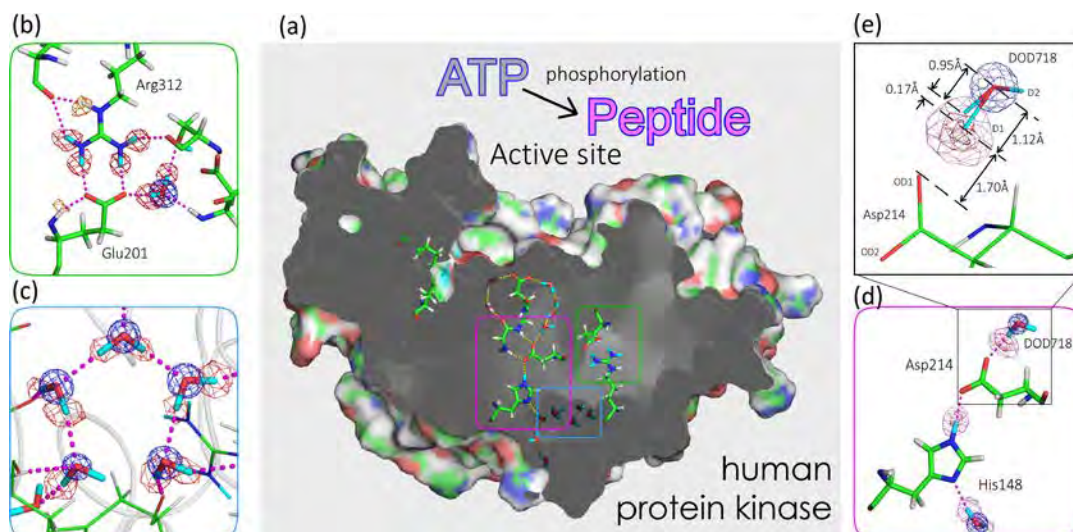 (b)
Arg312
Glu201
(c)
(a)
ATP
phosphorylation
Peptide
Active site
human
protein kinase
(e)
0.95Å
DOD718
0.17Å
D2
D1
1.12Å
1.70Å
OD1
Asp214
OD2
(d)
DOD718
Asp214
His148